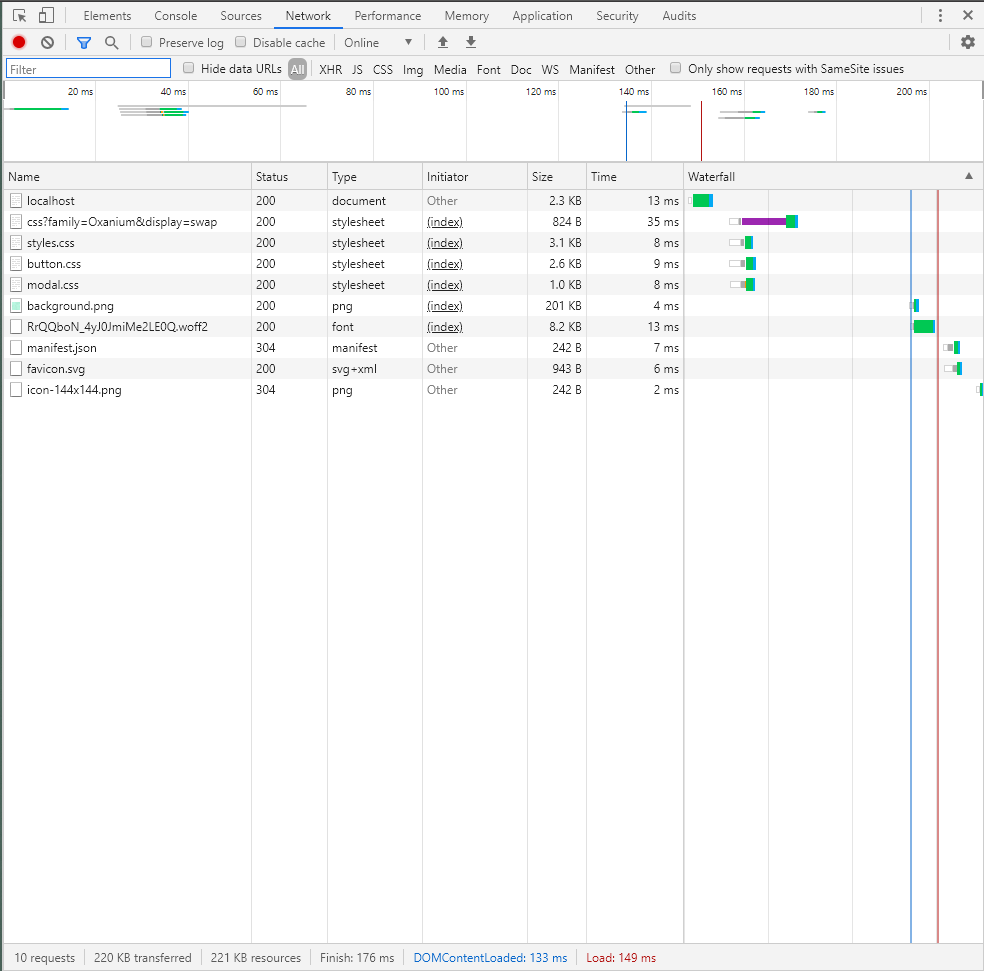 Elements Console Sources Network Performance Memory Application Security Audits
Preserve log Disable cache Online
Filter Hide data URLs All XHR JS CSS Img Media Font Doc WS Manifest Other Only show requests with SameSite issues
20 ms 40 ms 60 ms 80 ms 100 ms 120 ms 140 ms 160 ms 180 ms 200 ms
Name Status Type Initiator Size Time Waterfall
localhost 200 document Other 2.3 KB 13 ms
css?family=Oxanium&display=swap 200 stylesheet (index) 824 B 35 ms
styles.css 200 stylesheet (index) 3.1 KB 8 ms
button.css 200 stylesheet (index) 2.6 KB 9 ms
modal.css 200 stylesheet (index) 1.0 KB 8 ms
background.png 200 png (index) 201 KB 4 ms
RrQQboN_4yJ0JmiMe2LE0Q.woff2 200 font (index) 8.2 KB 13 ms
manifest.json 304 manifest Other 242 B 7 ms
favicon.svg 200 svg+xml Other 943 B 6 ms
icon-144x144.png 304 png Other 242 B 2 ms
10 requests 220 KB transferred 221 KB resources Finish: 176 ms DOMContentLoaded: 133 ms Load: 149 ms